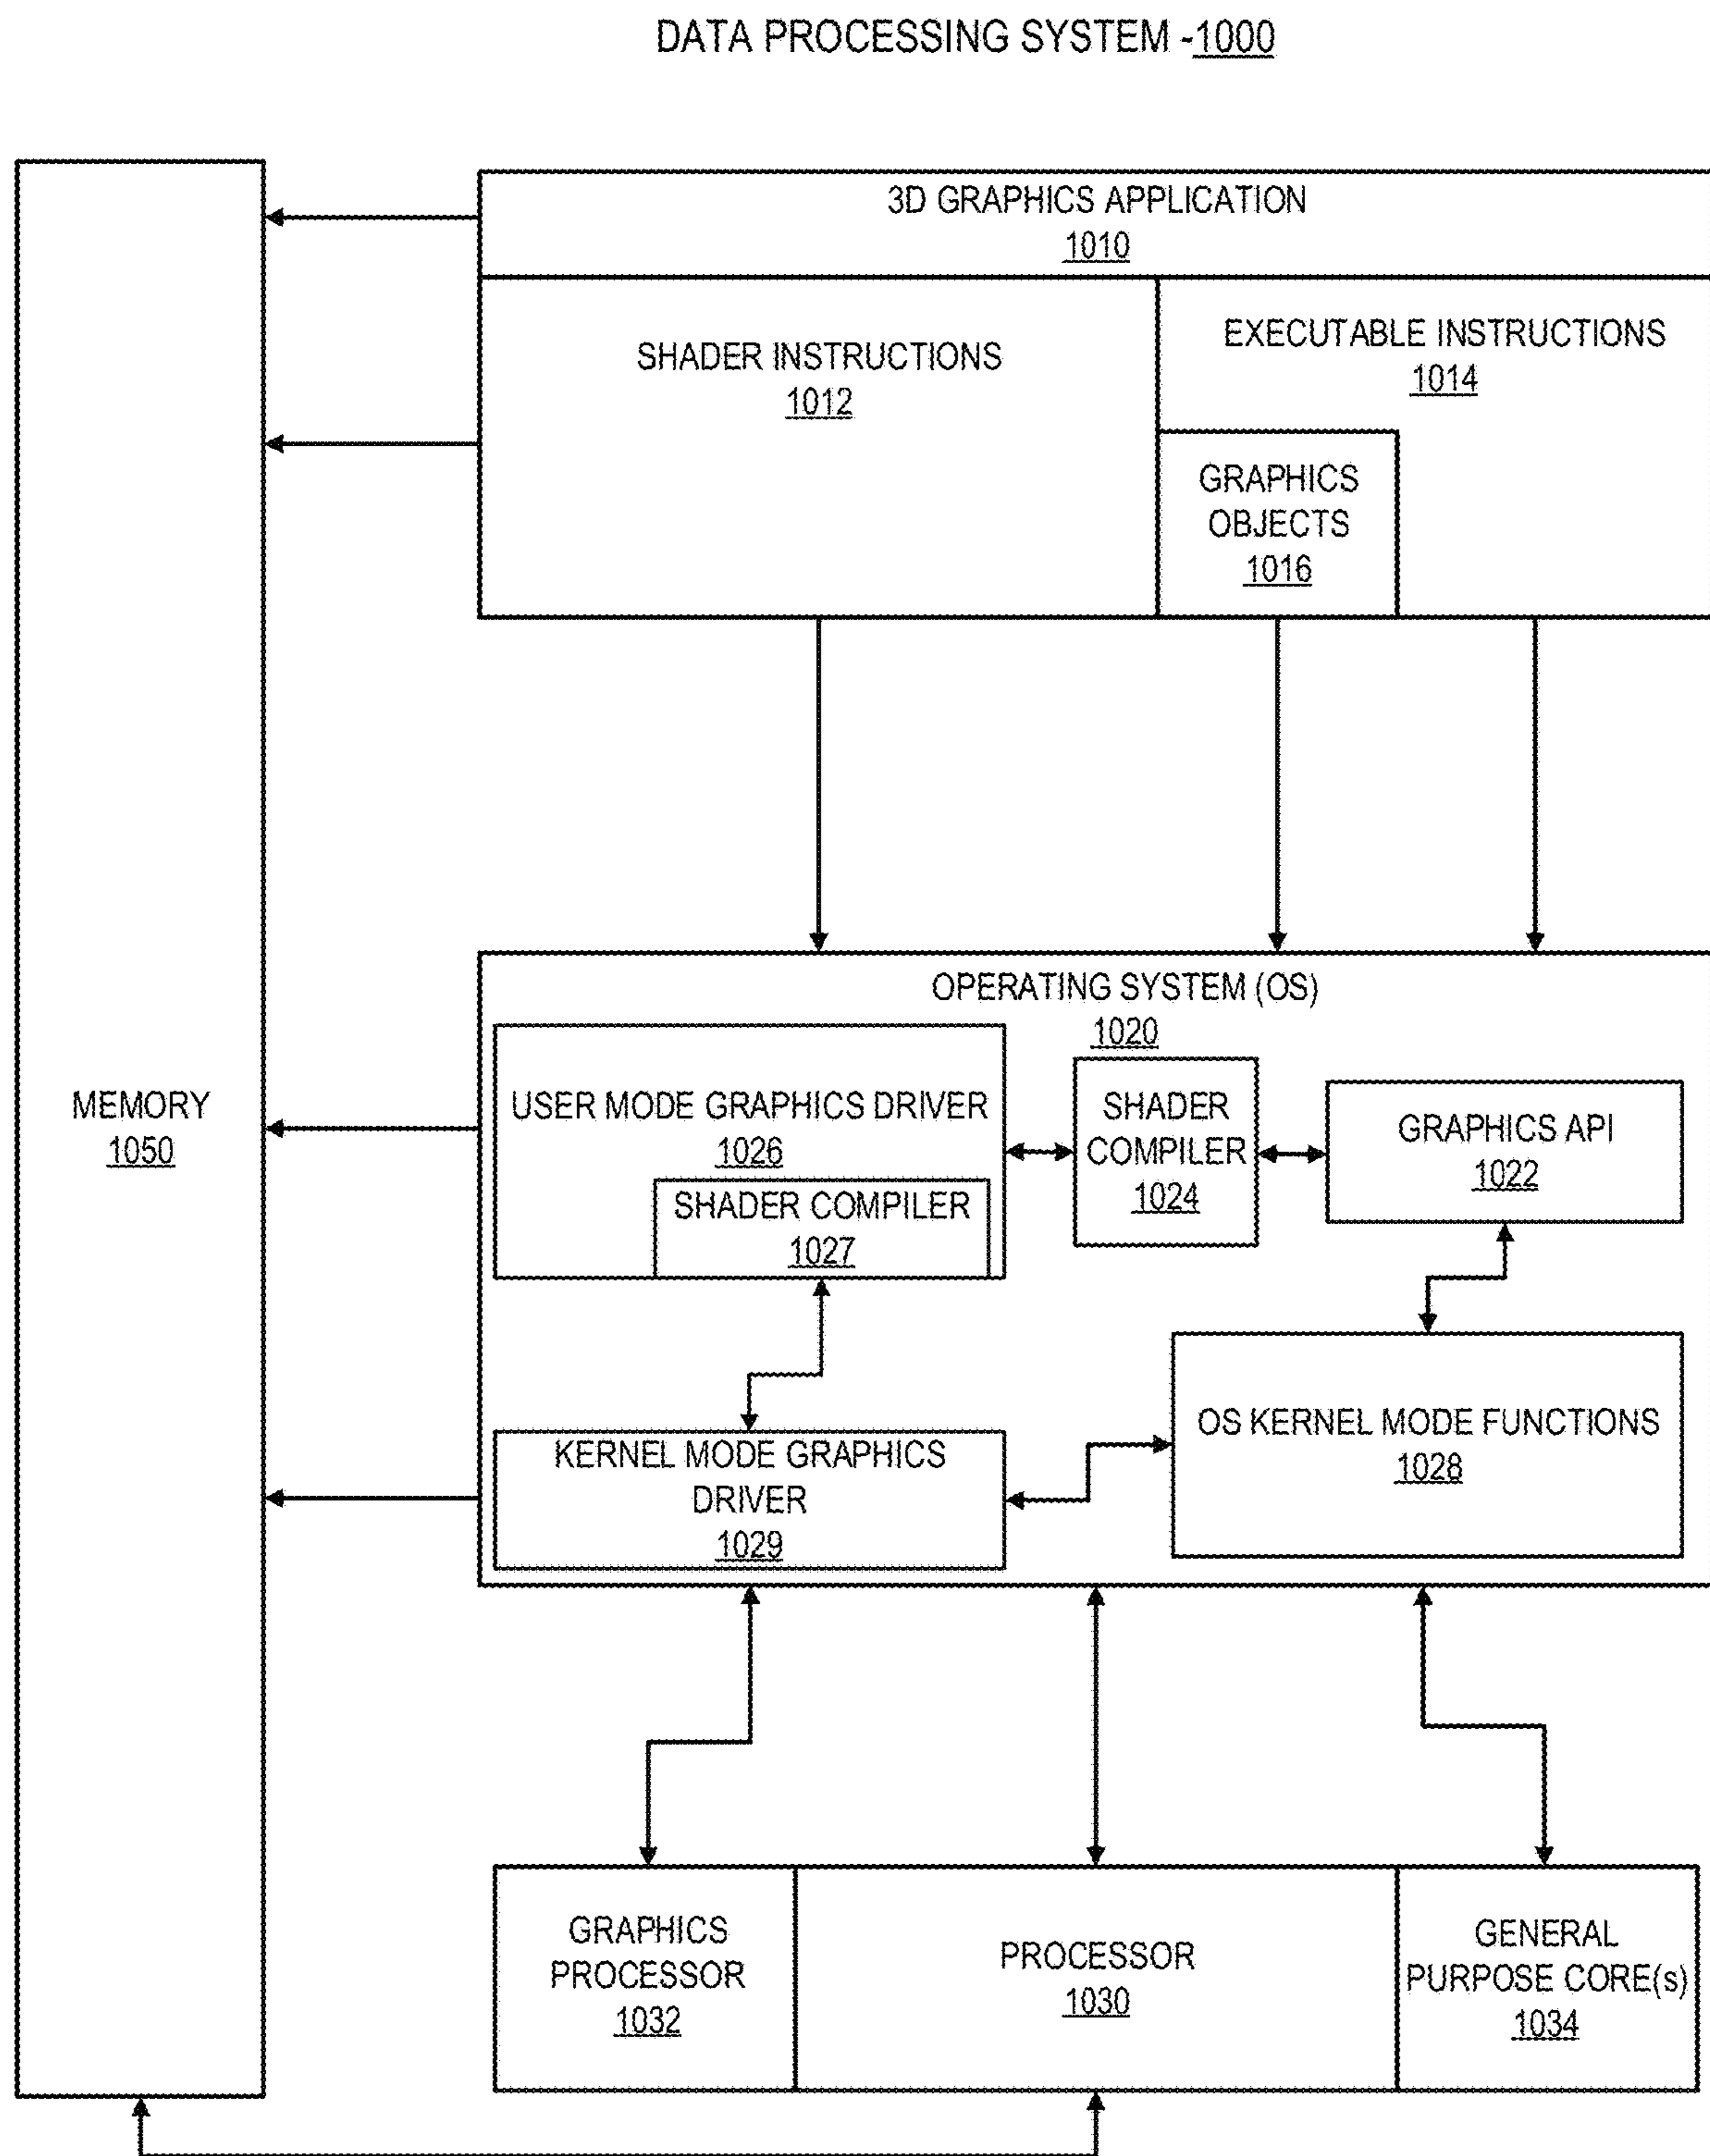 DATA PROCESSING SYSTEM -1000
3D GRAPHICS APPLICATION
1010
SHADER INSTRUCTIONS
1012
EXECUTABLE INSTRUCTIONS
1014
GRAPHICS
OBJECTS
1016
OPERATING SYSTEM (OS)
1020
USER MODE GRAPHICS DRIVER
1026
SHADER COMPILER
1027
SHADER
COMPILER
1024
GRAPHICS API
1022
MEMORY
1050
KERNEL MODE GRAPHICS
DRIVER
1029
OS KERNEL MODE FUNCTIONS
1028
GRAPHICS
PROCESSOR
1032
PROCESSOR
1030
GENERAL
PURPOSE CORE(s)
1034